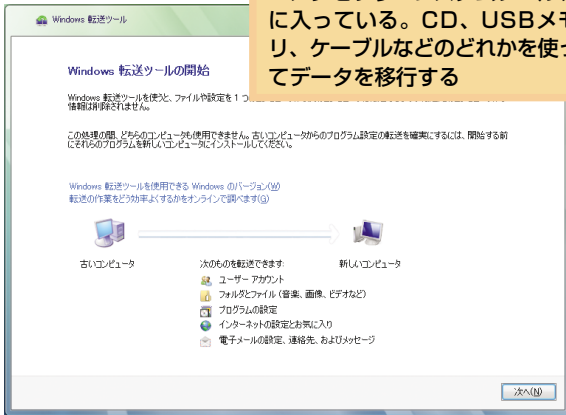 に入っている。CD、USBメモ
リ、ケーブルなどのどれかを使っ
てデータを移行する
Windows 転送ツール
Windows 転送ツールの開始
Windows 転送ツールを使うと、ファイルや設定を 1 つ
情報は削除されません。
この処理の間、どちらのコンピュータも使用できません。古いコンピュータからのプログラム設定の転送を確実にするには、開始する前
にそれらのプログラムを新しいコンピュータにインストールしてください。
Windows 転送ツールを使用できる Windows のバージョン(W)
転送の作業をどう効率よくするかをオンラインで調べます(G)
古いコンピュータ
次のものを転送できます:
新しいコンピュータ
ユーザー アカウント
フォルダとファイル (音楽、画像、ビデオなど)
プログラムの設定
インターネットの設定とお気に入り
電子メールの設定、連絡先、およびメッセージ
次へ(N)